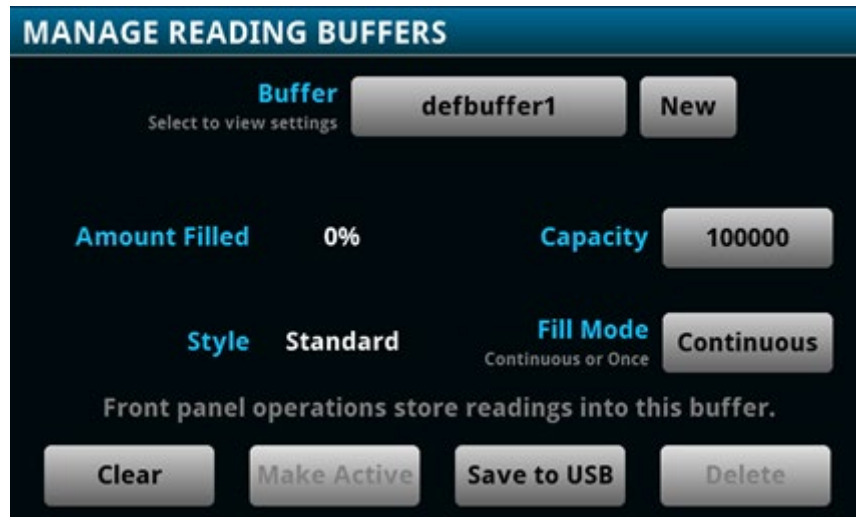 MANAGE READING BUFFERS
Buffer
Select to view settings
defbuffer1
New
Amount Filled
0%
Capacity
100000
Style
Standard
Fill Mode
Continuous or Once
Continuous
Front panel operations store readings into this buffer.
Clear
Make Active
Save to USB
Delete